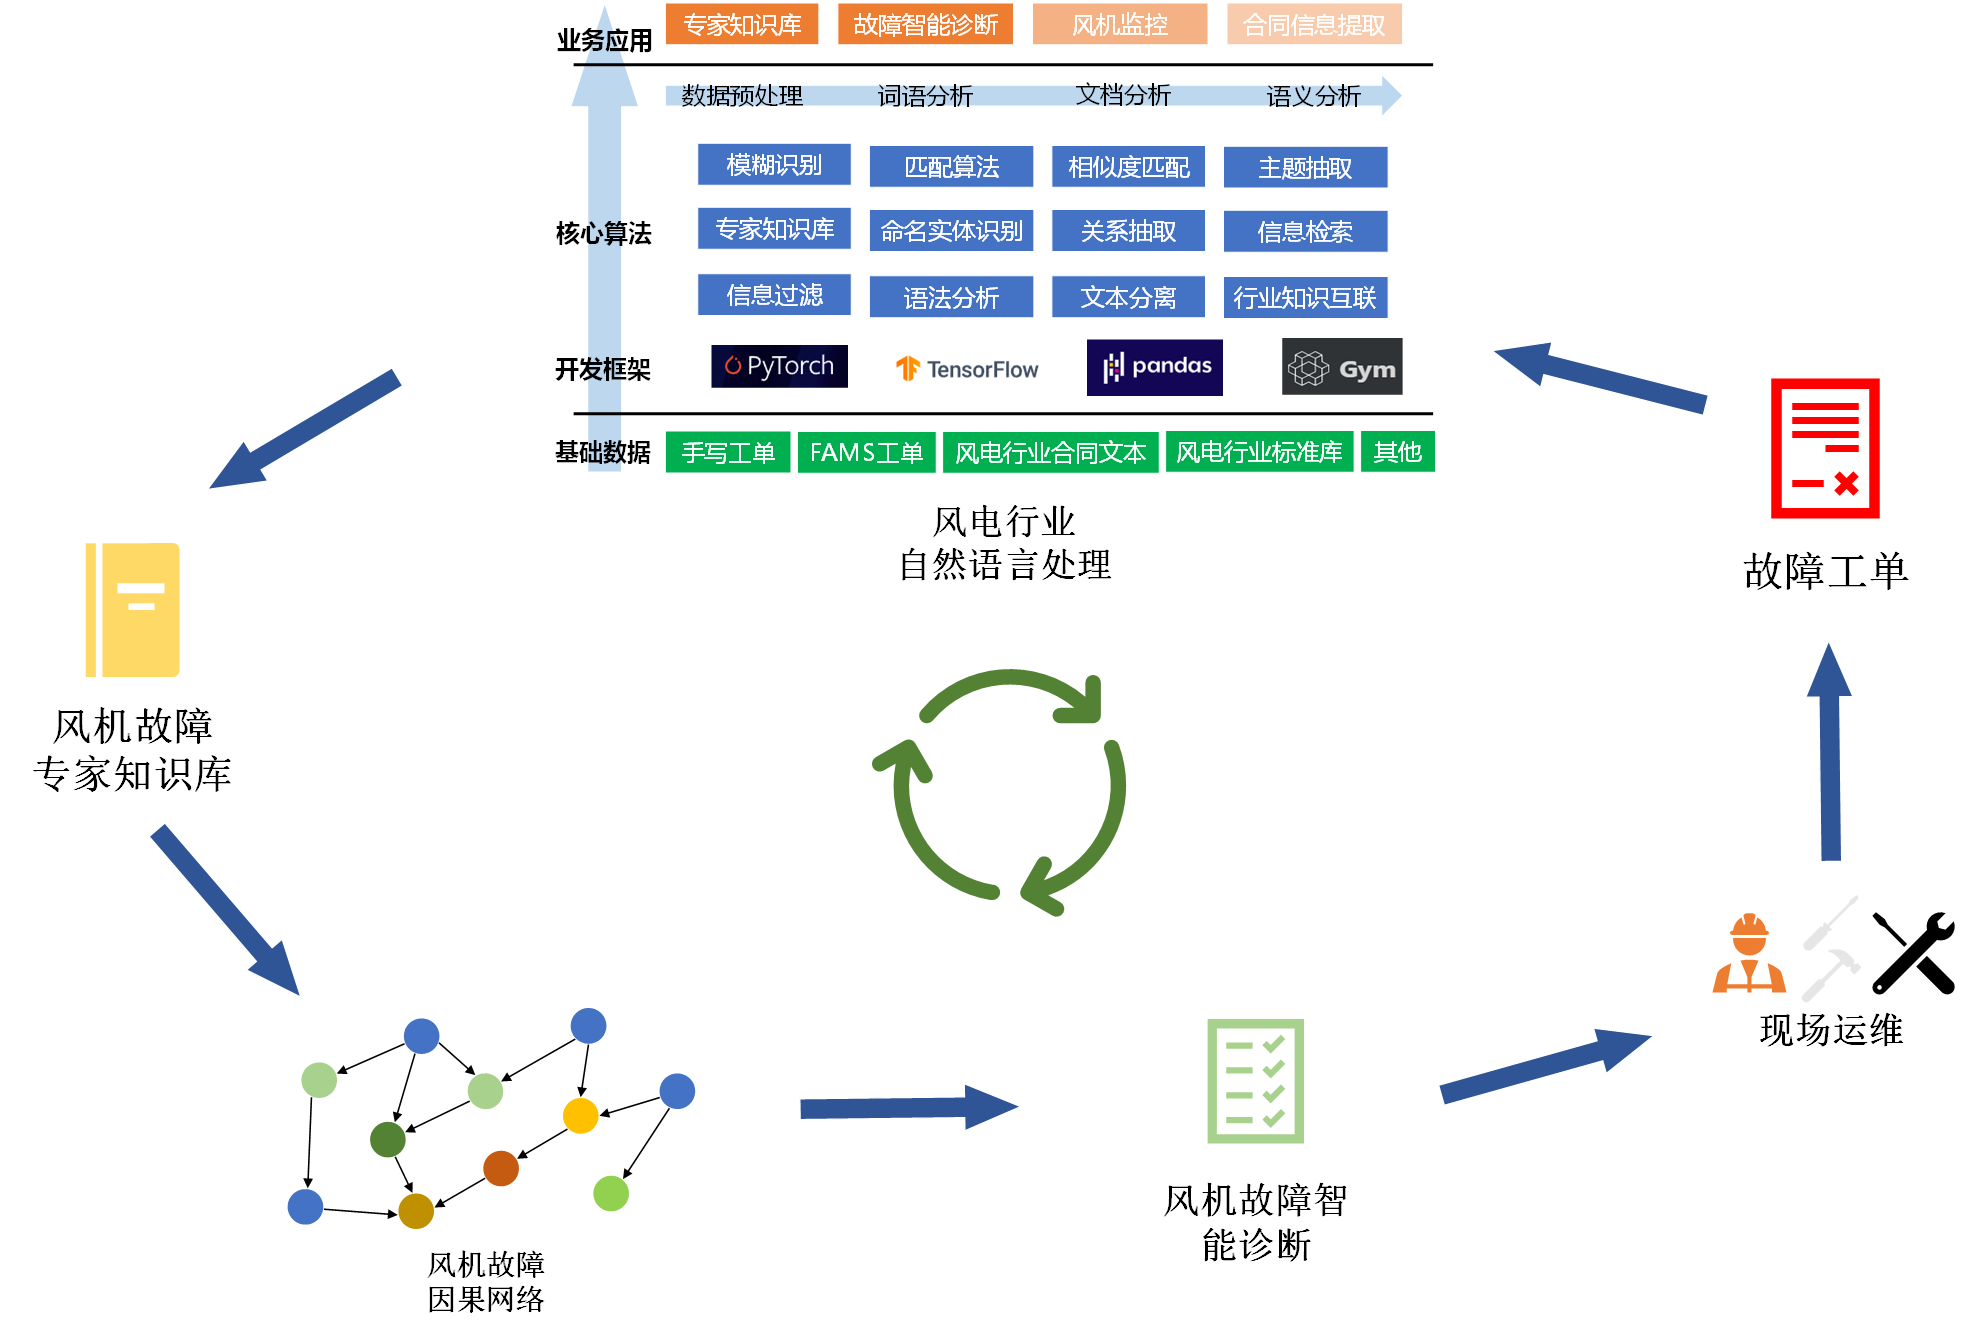 业务应用
专家知识库
故障智能诊断
风机监控
合同信息提取
数据预处理
词语分析
文档分析
语义分析
核心算法
模糊识别
匹配算法
相似度匹配
主题抽取
专家知识库
命名实体识别
关系抽取
信息检索
信息过滤
语法分析
文本分离
行业知识互联
开发框架
PyTorch
TensorFlow
pandas
Gym
基础数据
手写工单
FAMS工单
风电行业合同文本
风电行业标准库
其他
风电行业
自然语言处理
故障工单
风机故障
专家知识库
现场运维
风机故障智
能诊断
风机故障
因果网络